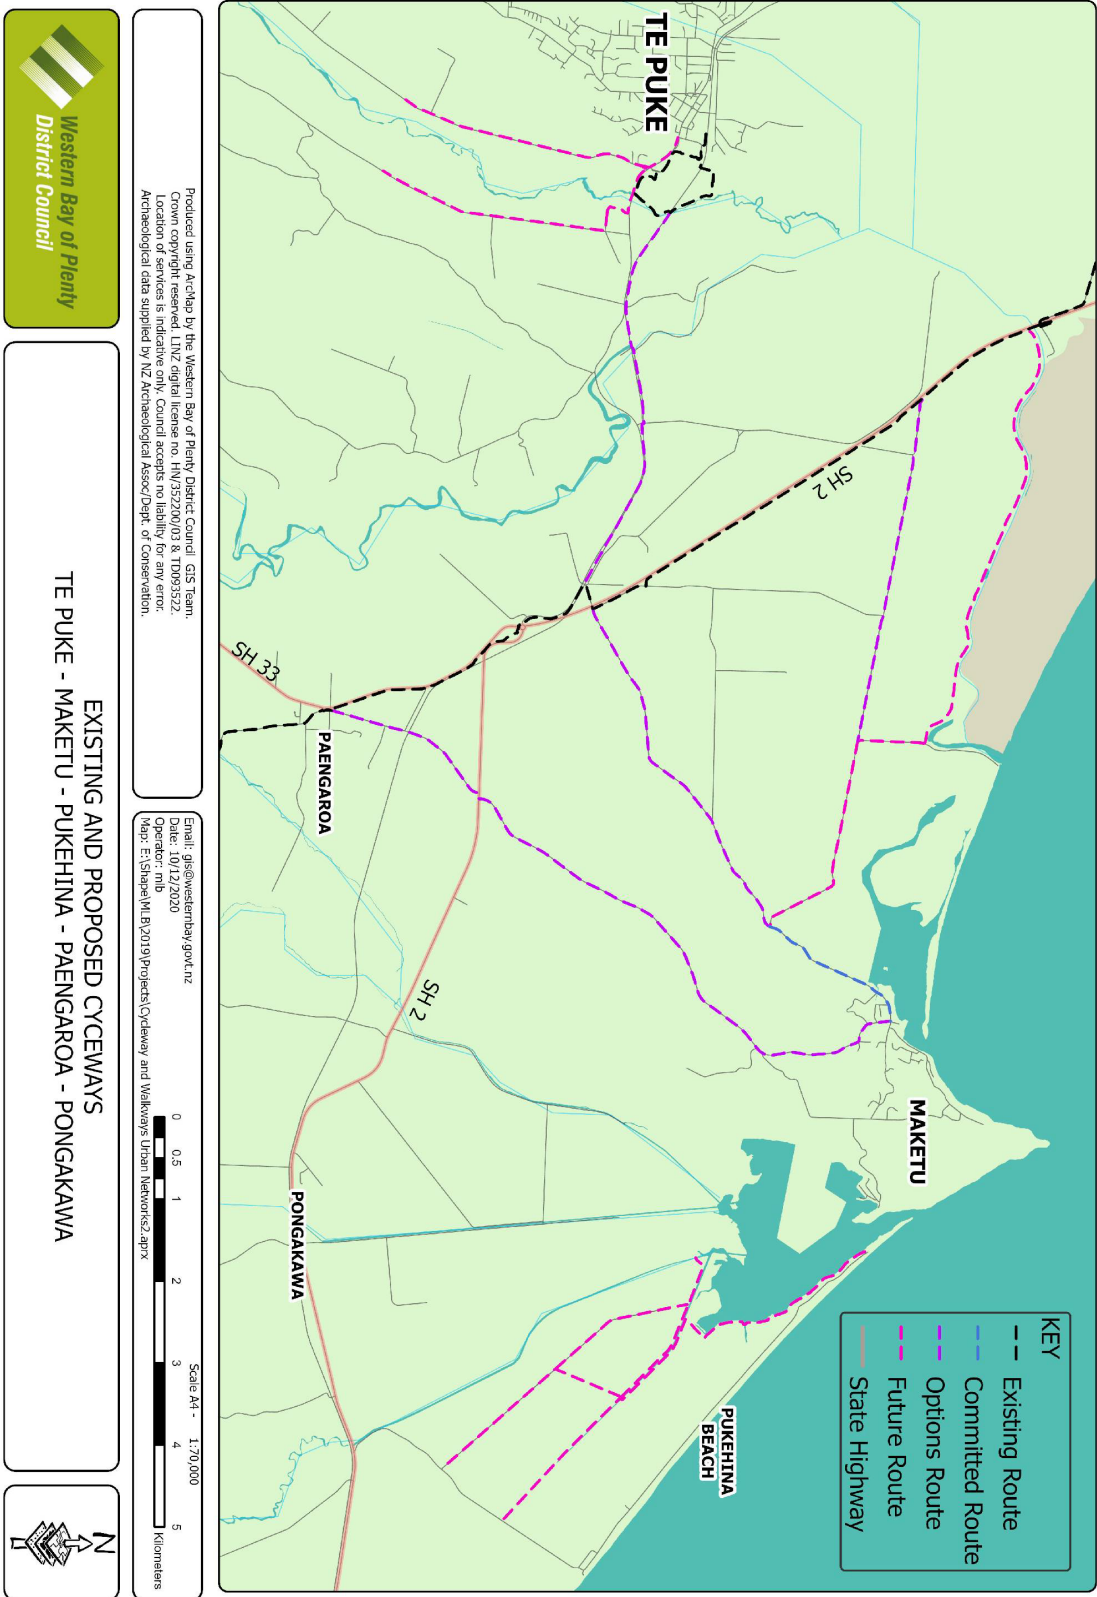 TE PUKE
SH 2
SH 33
PAENGAROA
SH 2
MAKETU
PONGAKAWA
PUKEHINA
BEACH
KEY
Existing Route
Committed Route
Options Route
Future Route
State Highway
Produced using ArcMap by the Western Bay of Plenty District Council GIS Team.
Crown copyright reserved. LINZ digital license no. HN/352200/03 & TD093522.
Location of services is indicative only. Council accepts no liability for any error.
Archaeological data supplied by NZ Archaeological Assoc/Dept. of Conservation.
Email: gis@westernbay.govt.nz
Date: 10/12/2020
Operator: mlb
Map: E:\Shape\MLB\2019\Projects\Cycleway and Walkways Urban Networks2.aprx
Scale A4 - 1:70,000
0 0.5 1 2 3 4 5
Kilometers
Western Bay of Plenty
District Council
EXISTING AND PROPOSED CYCEWAYS
TE PUKE - MAKETU - PUKEHINA - PAENGAROA - PONGAKAWA
N